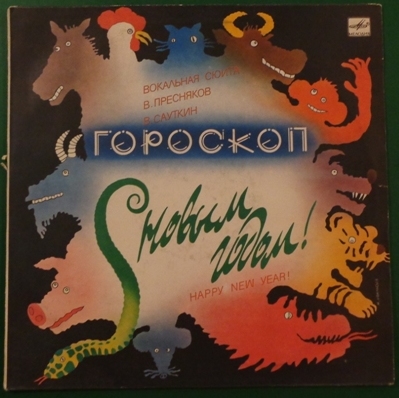 ВОКАЛЬНАЯ СЮИТА
В. ПРЕСНЯКОВ
В. САУТКИН
ГОРОСКОП
С новым
годом!
HAPPY NEW YEAR!